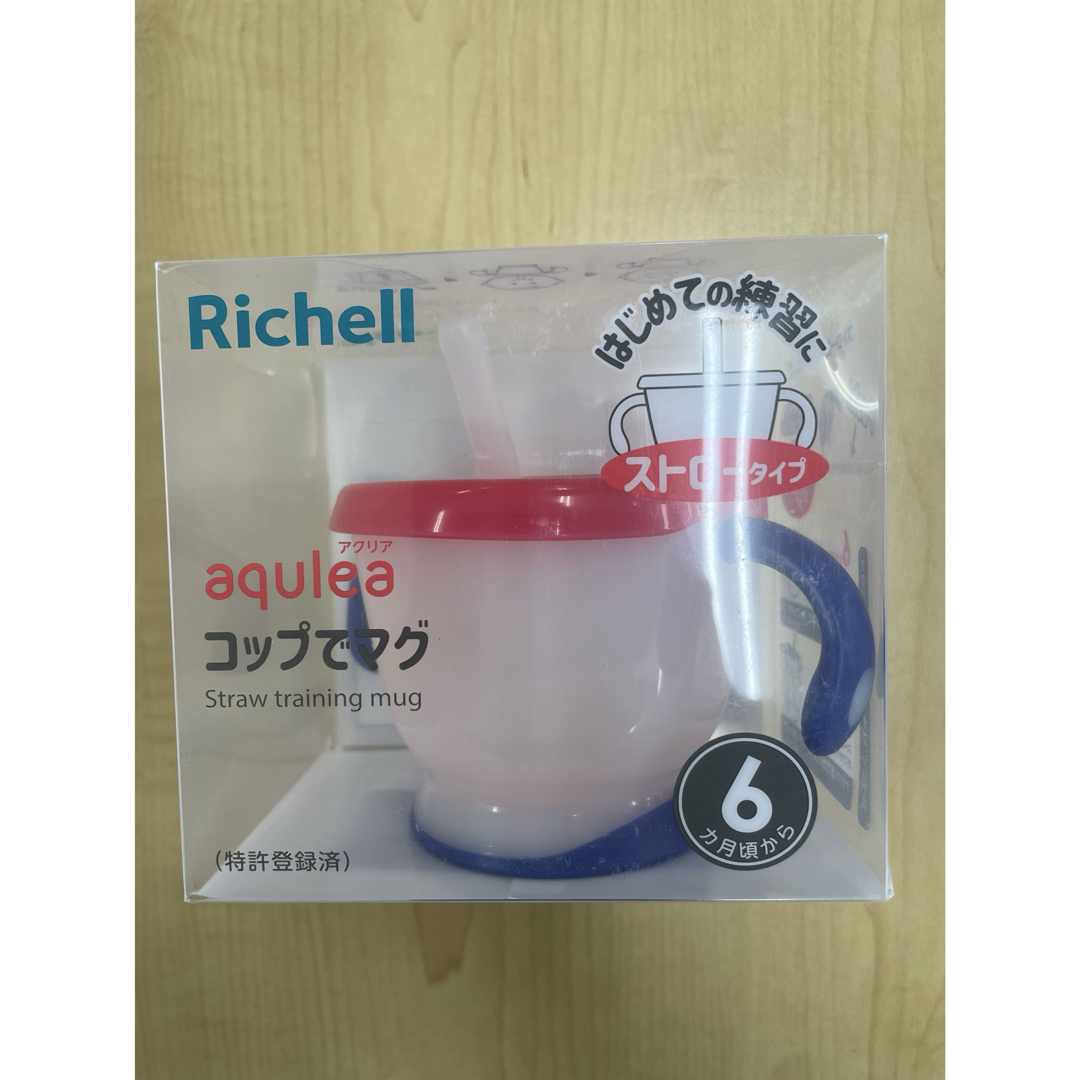 Richell
はじめての練習に
ストロータイプ
アクリア
aqulea
コップでマグ
Straw training mug
6
カ月頃から
（特許登録済）